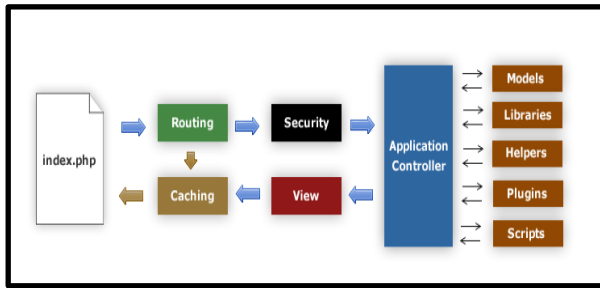 index.php
Routing
Security
Application
Controller
Models
Libraries
Helpers
Plugins
Scripts
Caching
View